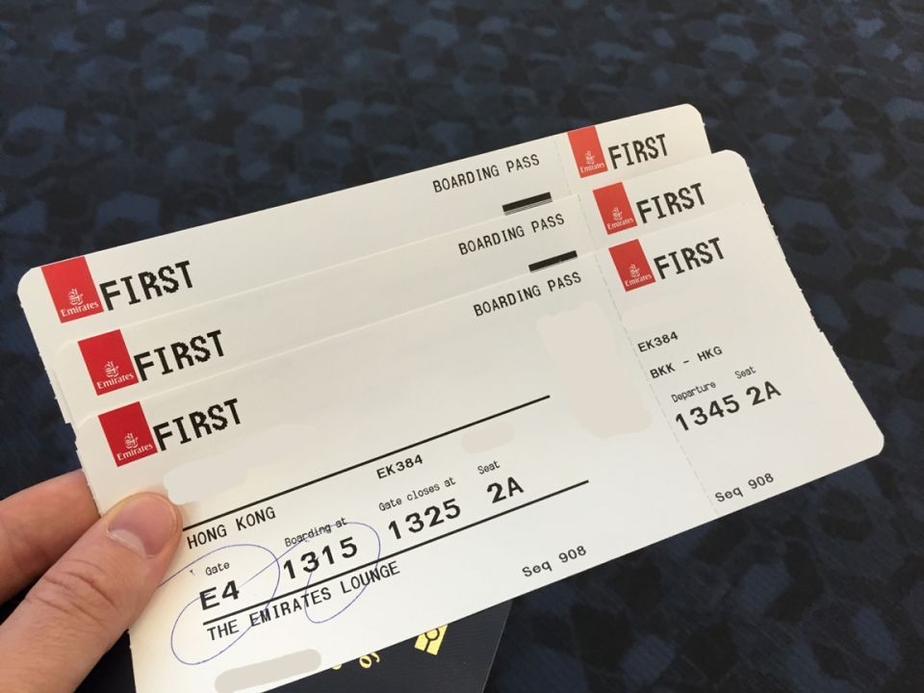 BOARDING PASS
Emirates FIRST
Emirates FIRST
BOARDING PASS
Emirates FIRST
Emirates FIRST
BOARDING PASS
Emirates FIRST
EK384
HONG KONG
Gate Boarding at Gate closes at Seat
E4 1315 1325 2A
THE EMIRATES LOUNGE
Seq 908
Emirates FIRST
EK384
BKK - HKG
Departure Seat
1345 2A
Seq 908